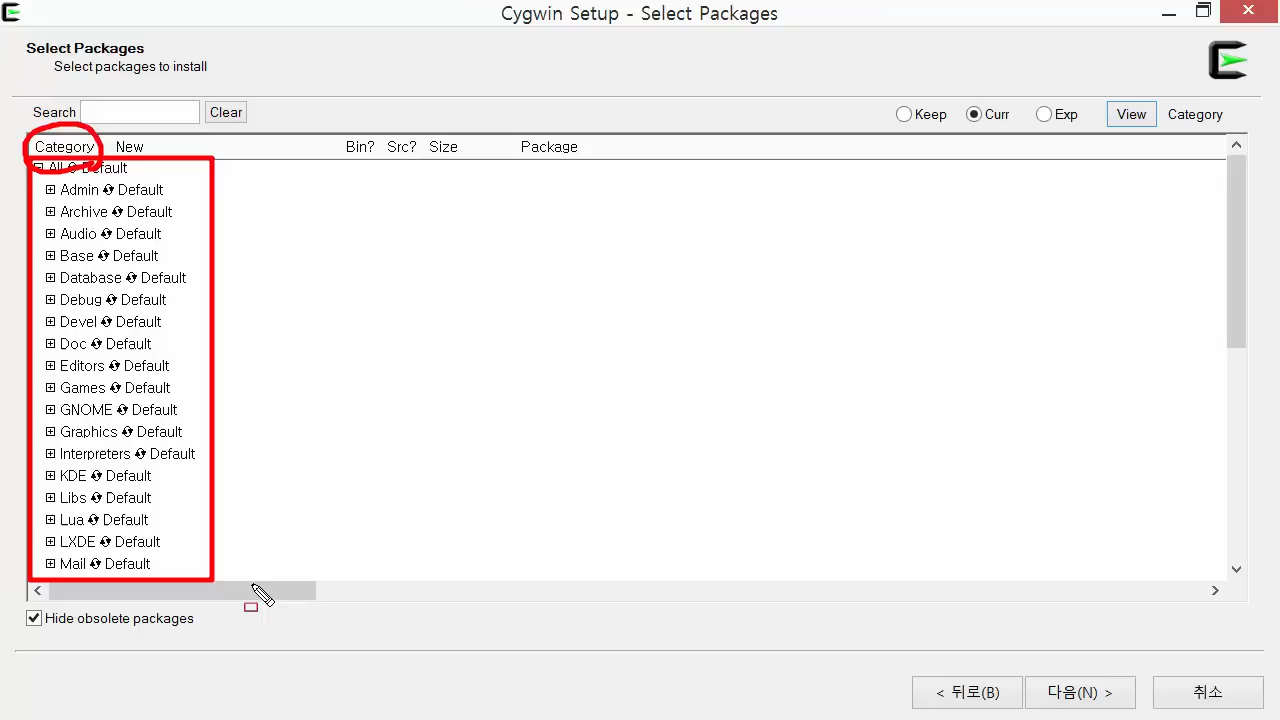 Cygwin Setup - Select Packages
Select Packages
Select packages to install
Search Clear Keep Curr Exp View Category
Category New Bin? Src? Size Package
All Default
Admin Default
Archive Default
Audio Default
Base Default
Database Default
Debug Default
Devel Default
Doc Default
Editors Default
Games Default
GNOME Default
Graphics Default
Interpreters Default
KDE Default
Libs Default
Lua Default
LXDE Default
Mail Default
Hide obsolete packages
< 뒤로(B) 다음(N) > 취소